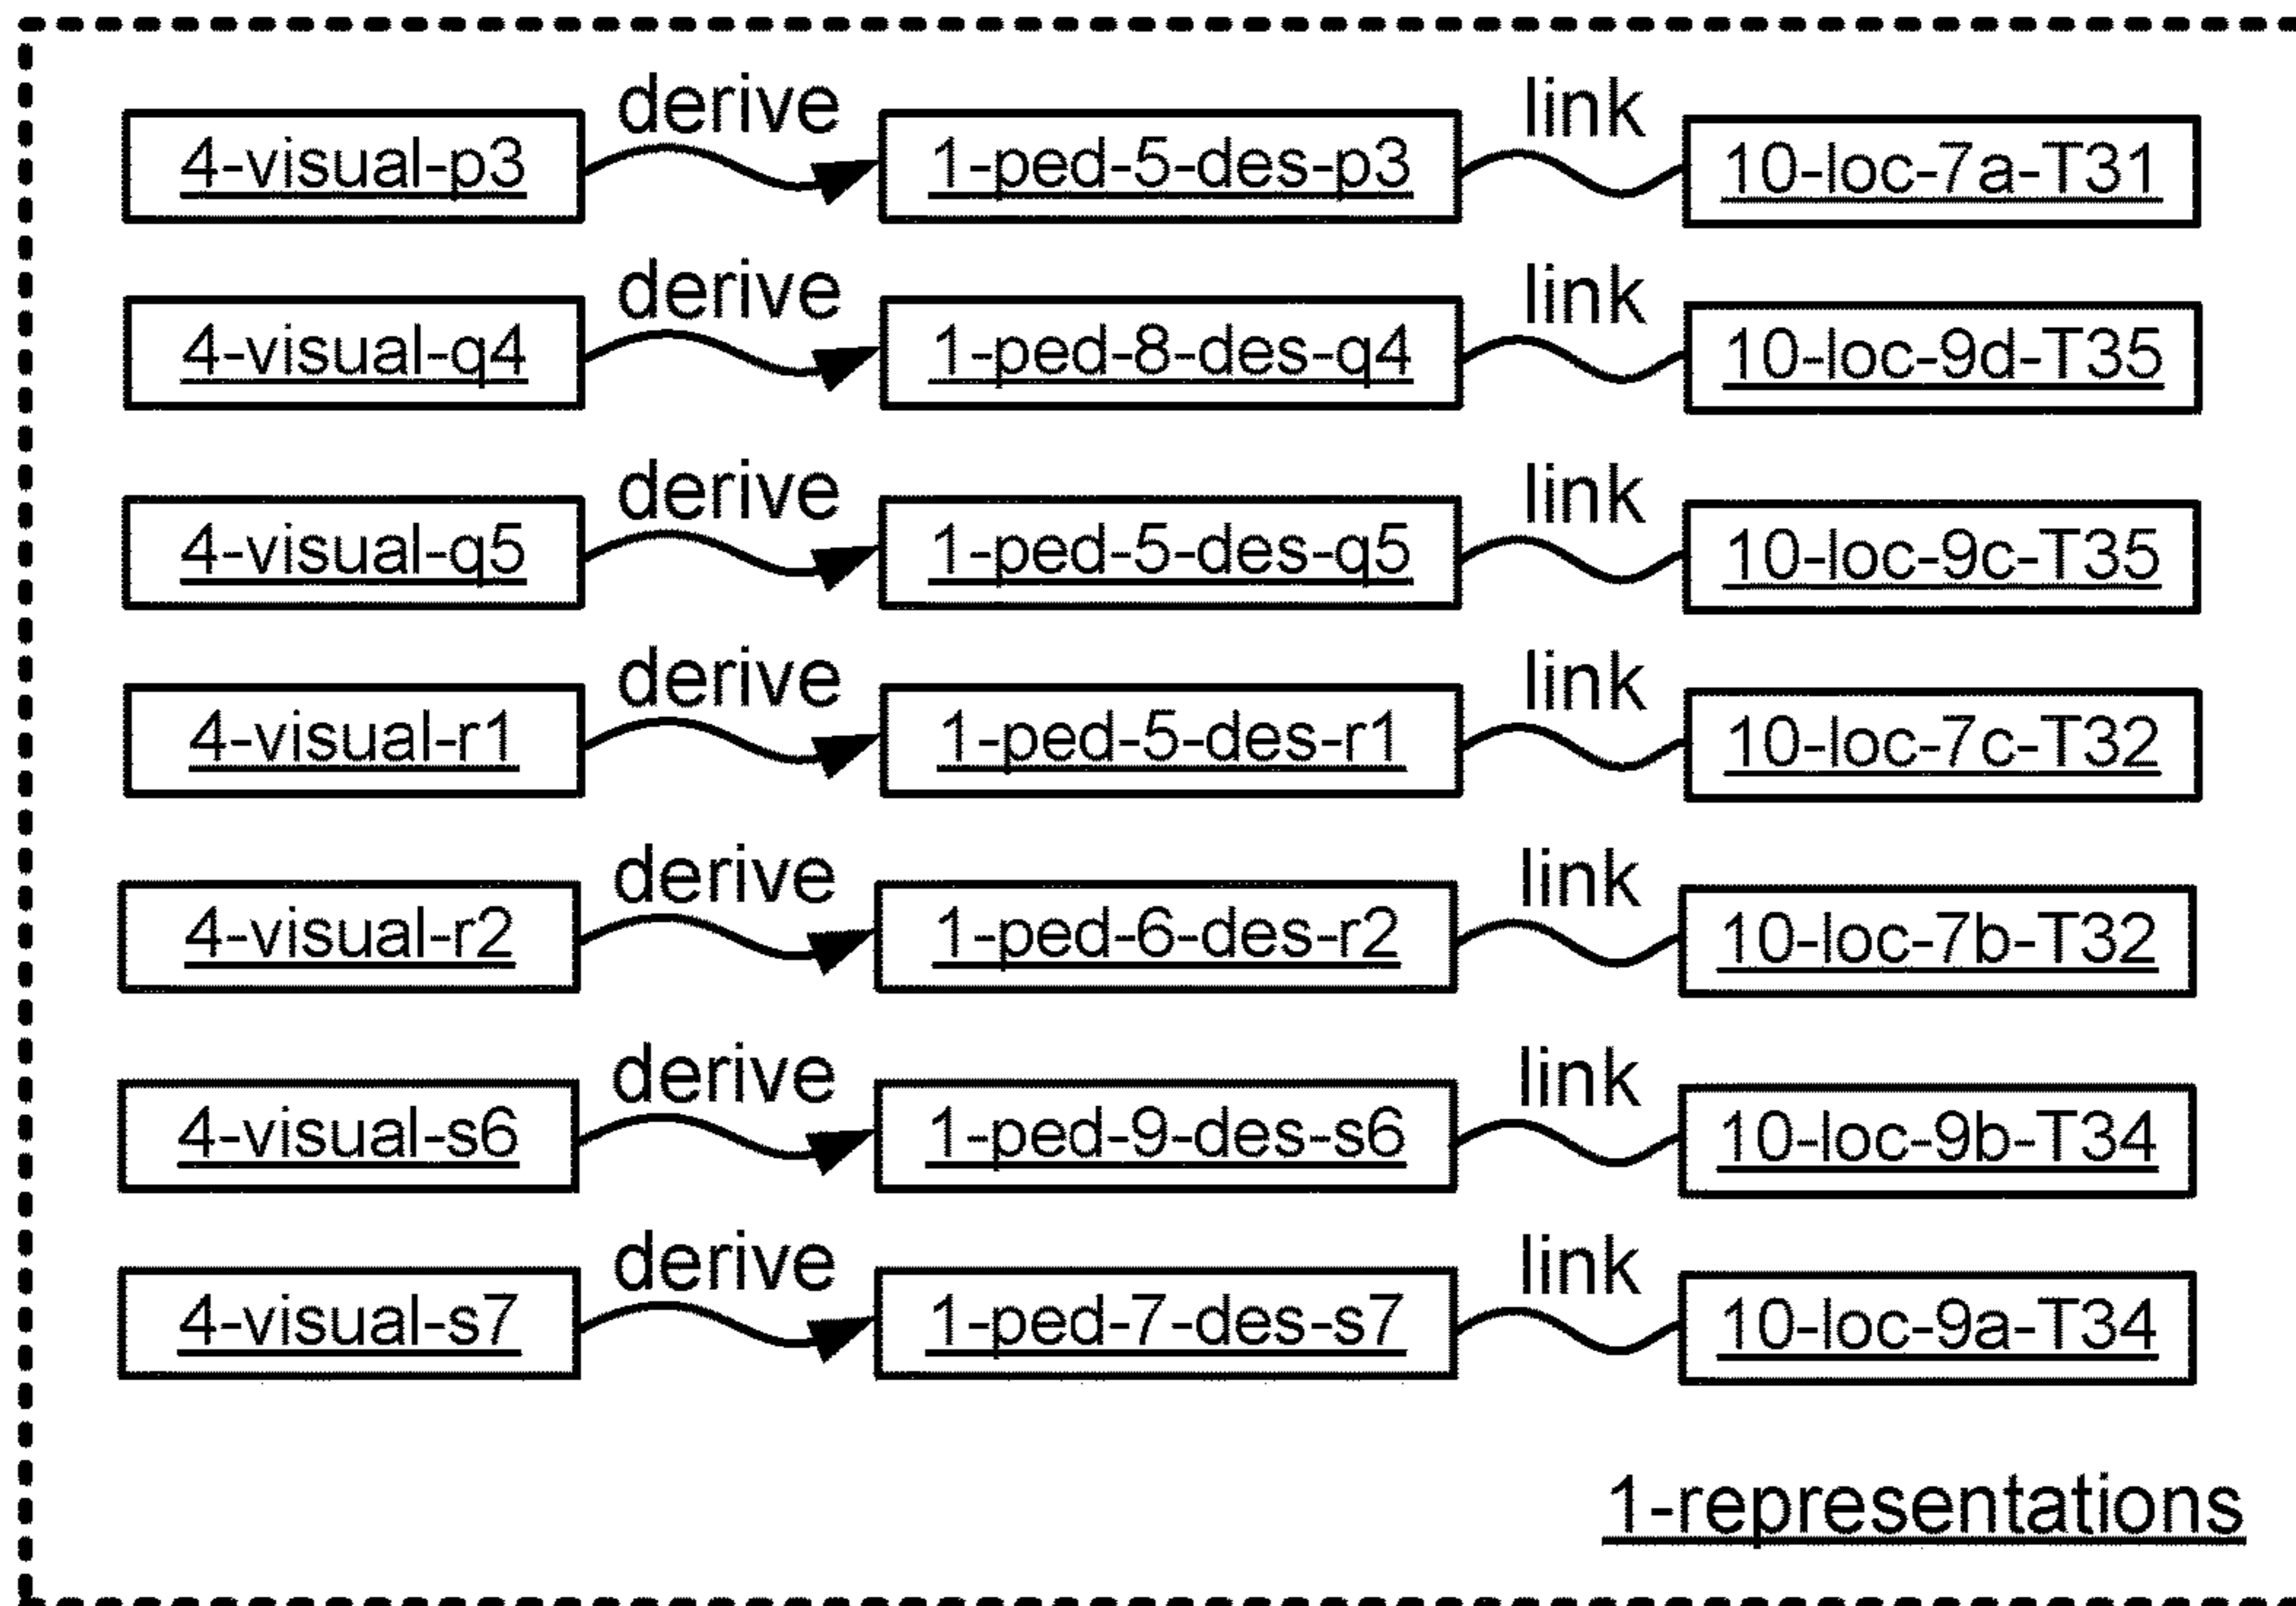 derive link
4-visual-p3 1-ped-5-des-p3 10-loc-7a-T31
derive link
4-visual-q4 1-ped-8-des-q4 10-loc-9d-T35
derive link
4-visual-q5 1-ped-5-des-q5 10-loc-9c-T35
derive link
4-visual-r1 1-ped-5-des-r1 10-loc-7c-T32
derive link
4-visual-r2 1-ped-6-des-r2 10-loc-7b-T32
derive link
4-visual-s6 1-ped-9-des-s6 10-loc-9b-T34
derive link
4-visual-s7 1-ped-7-des-s7 10-loc-9a-T34
1-representations